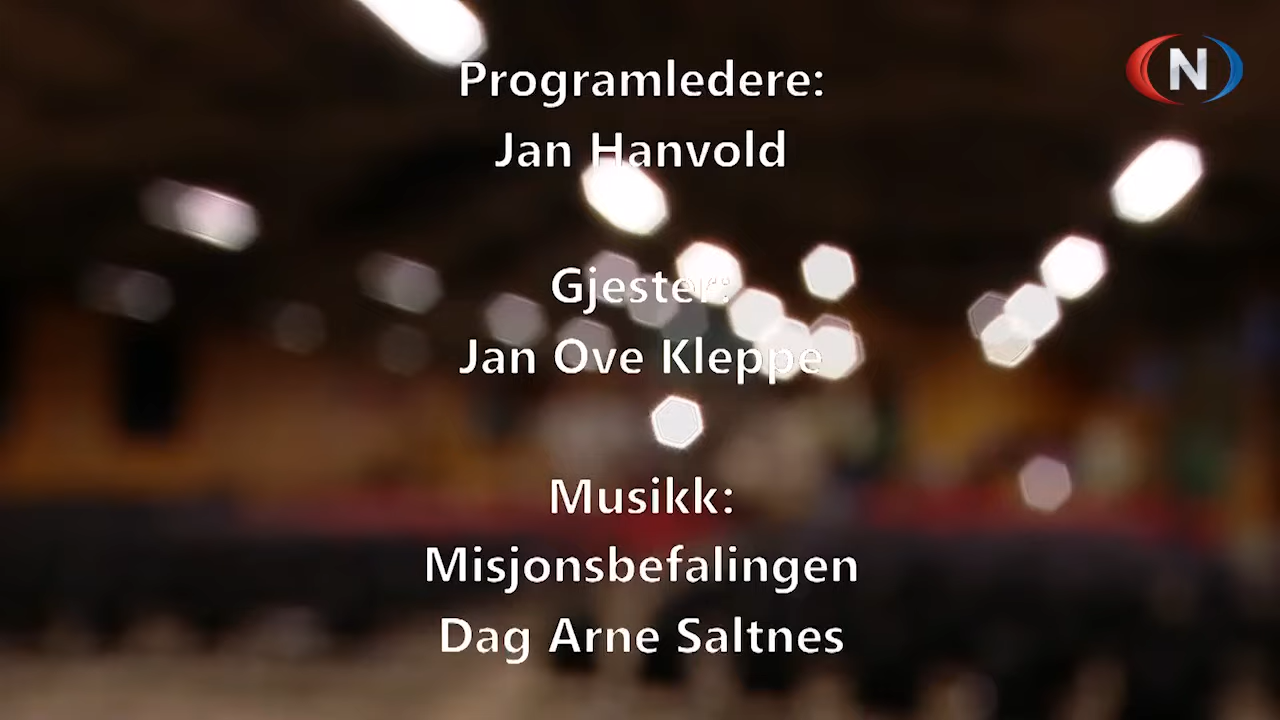 N
Programledere:
Jan Hanvold
Gjester:
Jan Ove Kleppe
Musikk:
Misjonsbefalingen
Dag Arne Saltnes